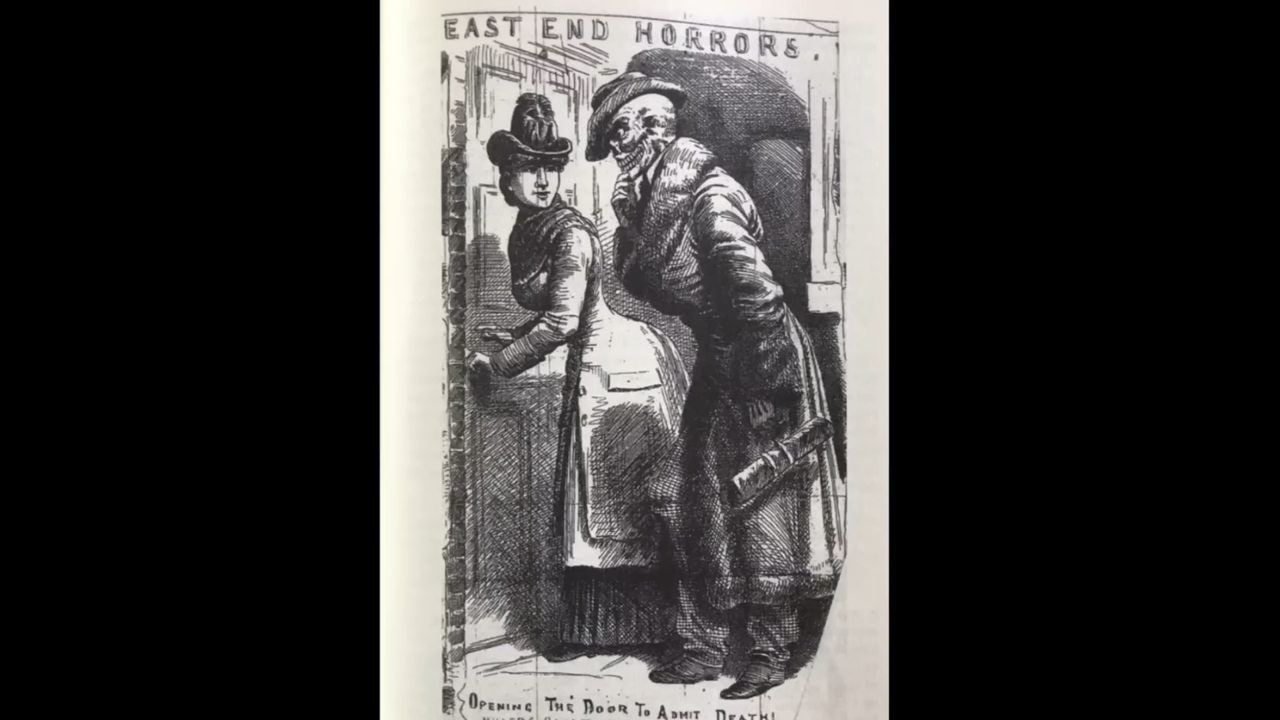 EAST END HORRORS.
OPENING THE DOOR TO ADMIT DEATH!